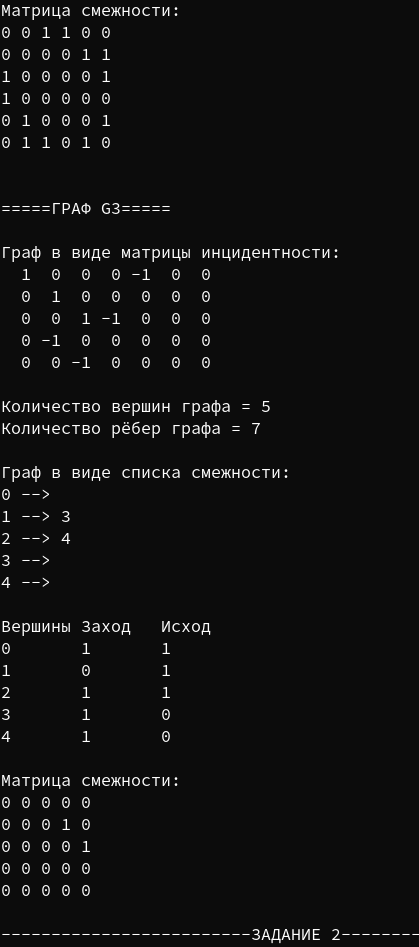 Матрица смежности:
0 0 1 1 0 0
0 0 0 0 1 1
1 0 0 0 0 1
1 0 0 0 0 0
0 1 0 0 0 1
0 1 1 0 1 0
=====ГРАФ G3=====
Граф в виде матрицы инцидентности:
1 0 0 0 -1 0 0
0 1 0 0 0 0 0
0 0 1 -1 0 0 0
0 -1 0 0 0 0 0
0 0 -1 0 0 0 0
Количество вершин графа = 5
Количество рёбер графа = 7
Граф в виде списка смежности:
0 -->
1 --> 3
2 --> 4
3 -->
4 -->
Вершины Заход Исход
0 1 1
1 0 1
2 1 1
3 1 0
4 1 0
Матрица смежности:
0 0 0 0 0
0 0 0 1 0
0 0 0 0 1
0 0 0 0 0
0 0 0 0 0
-------------------------ЗАДАНИЕ 2--------